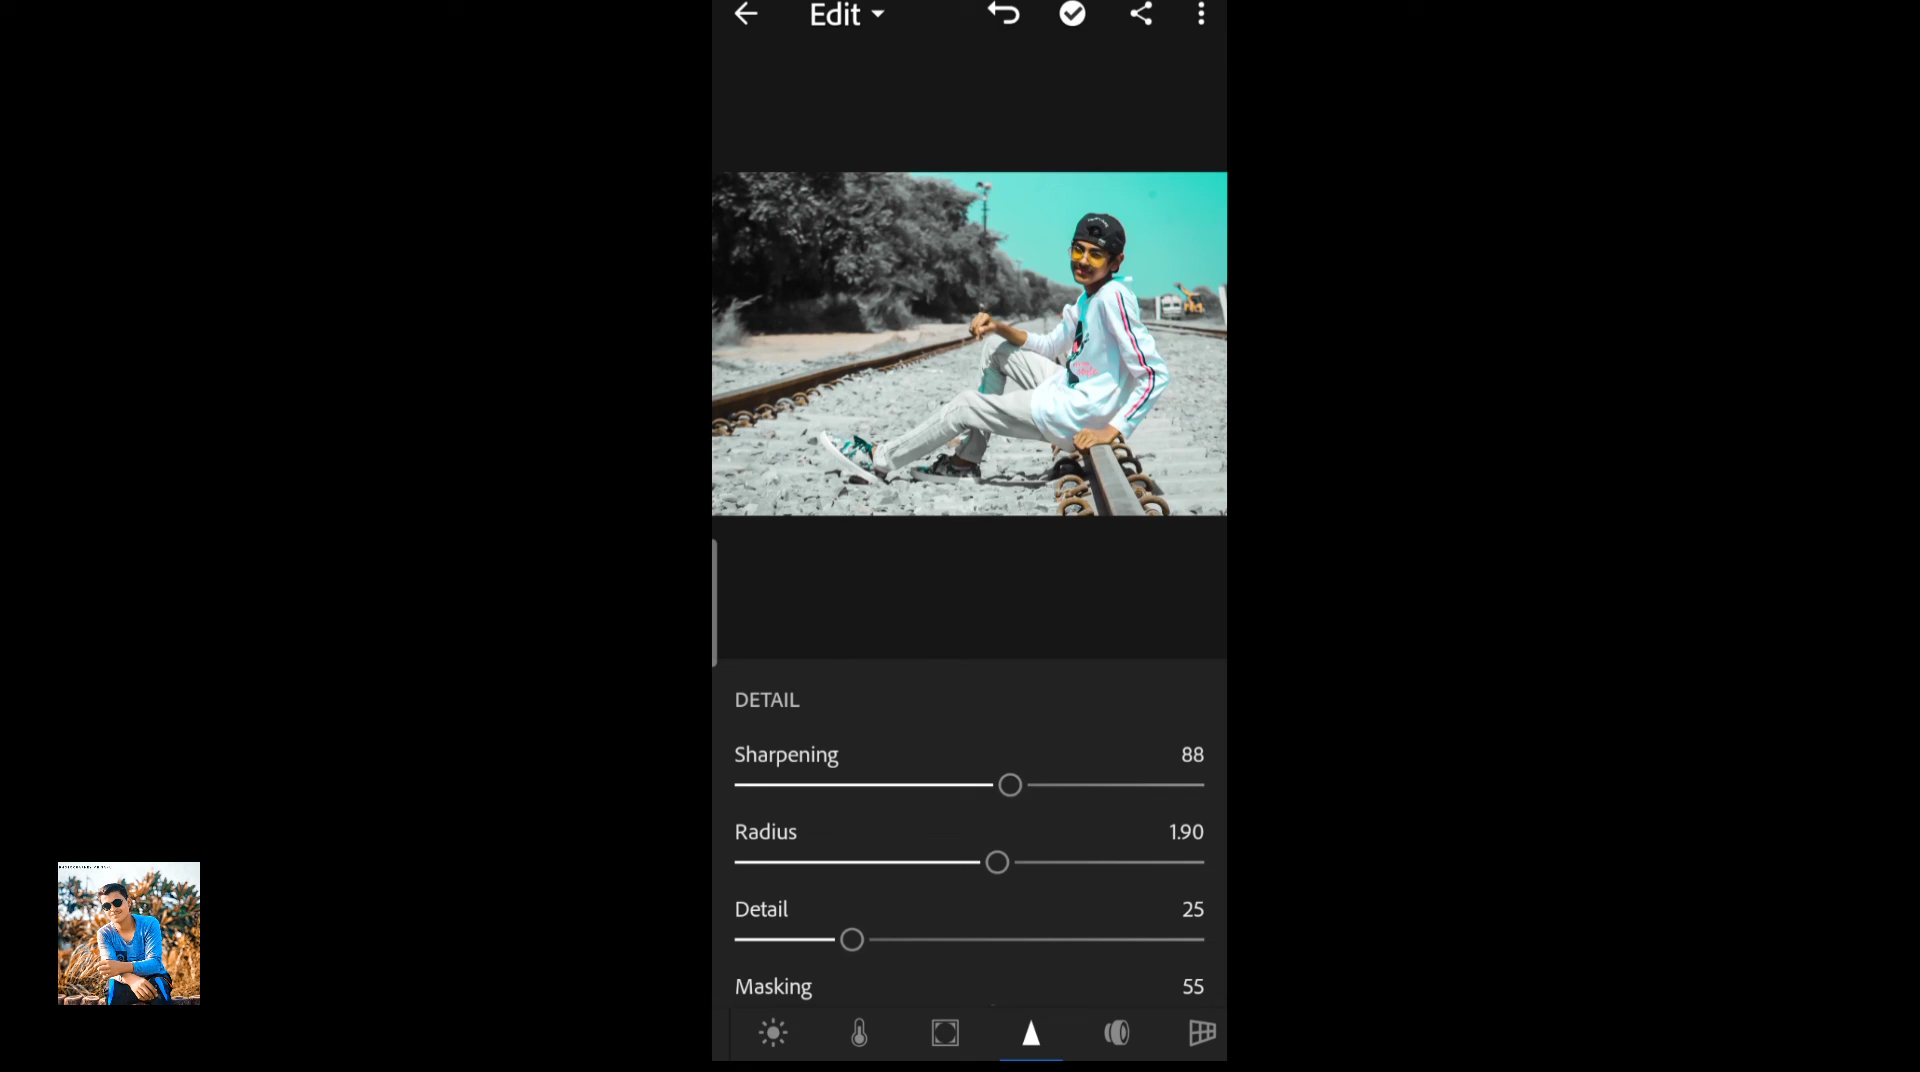 Edit
DETAIL
Sharpening 88
Radius 1.90
Detail 25
Masking 55